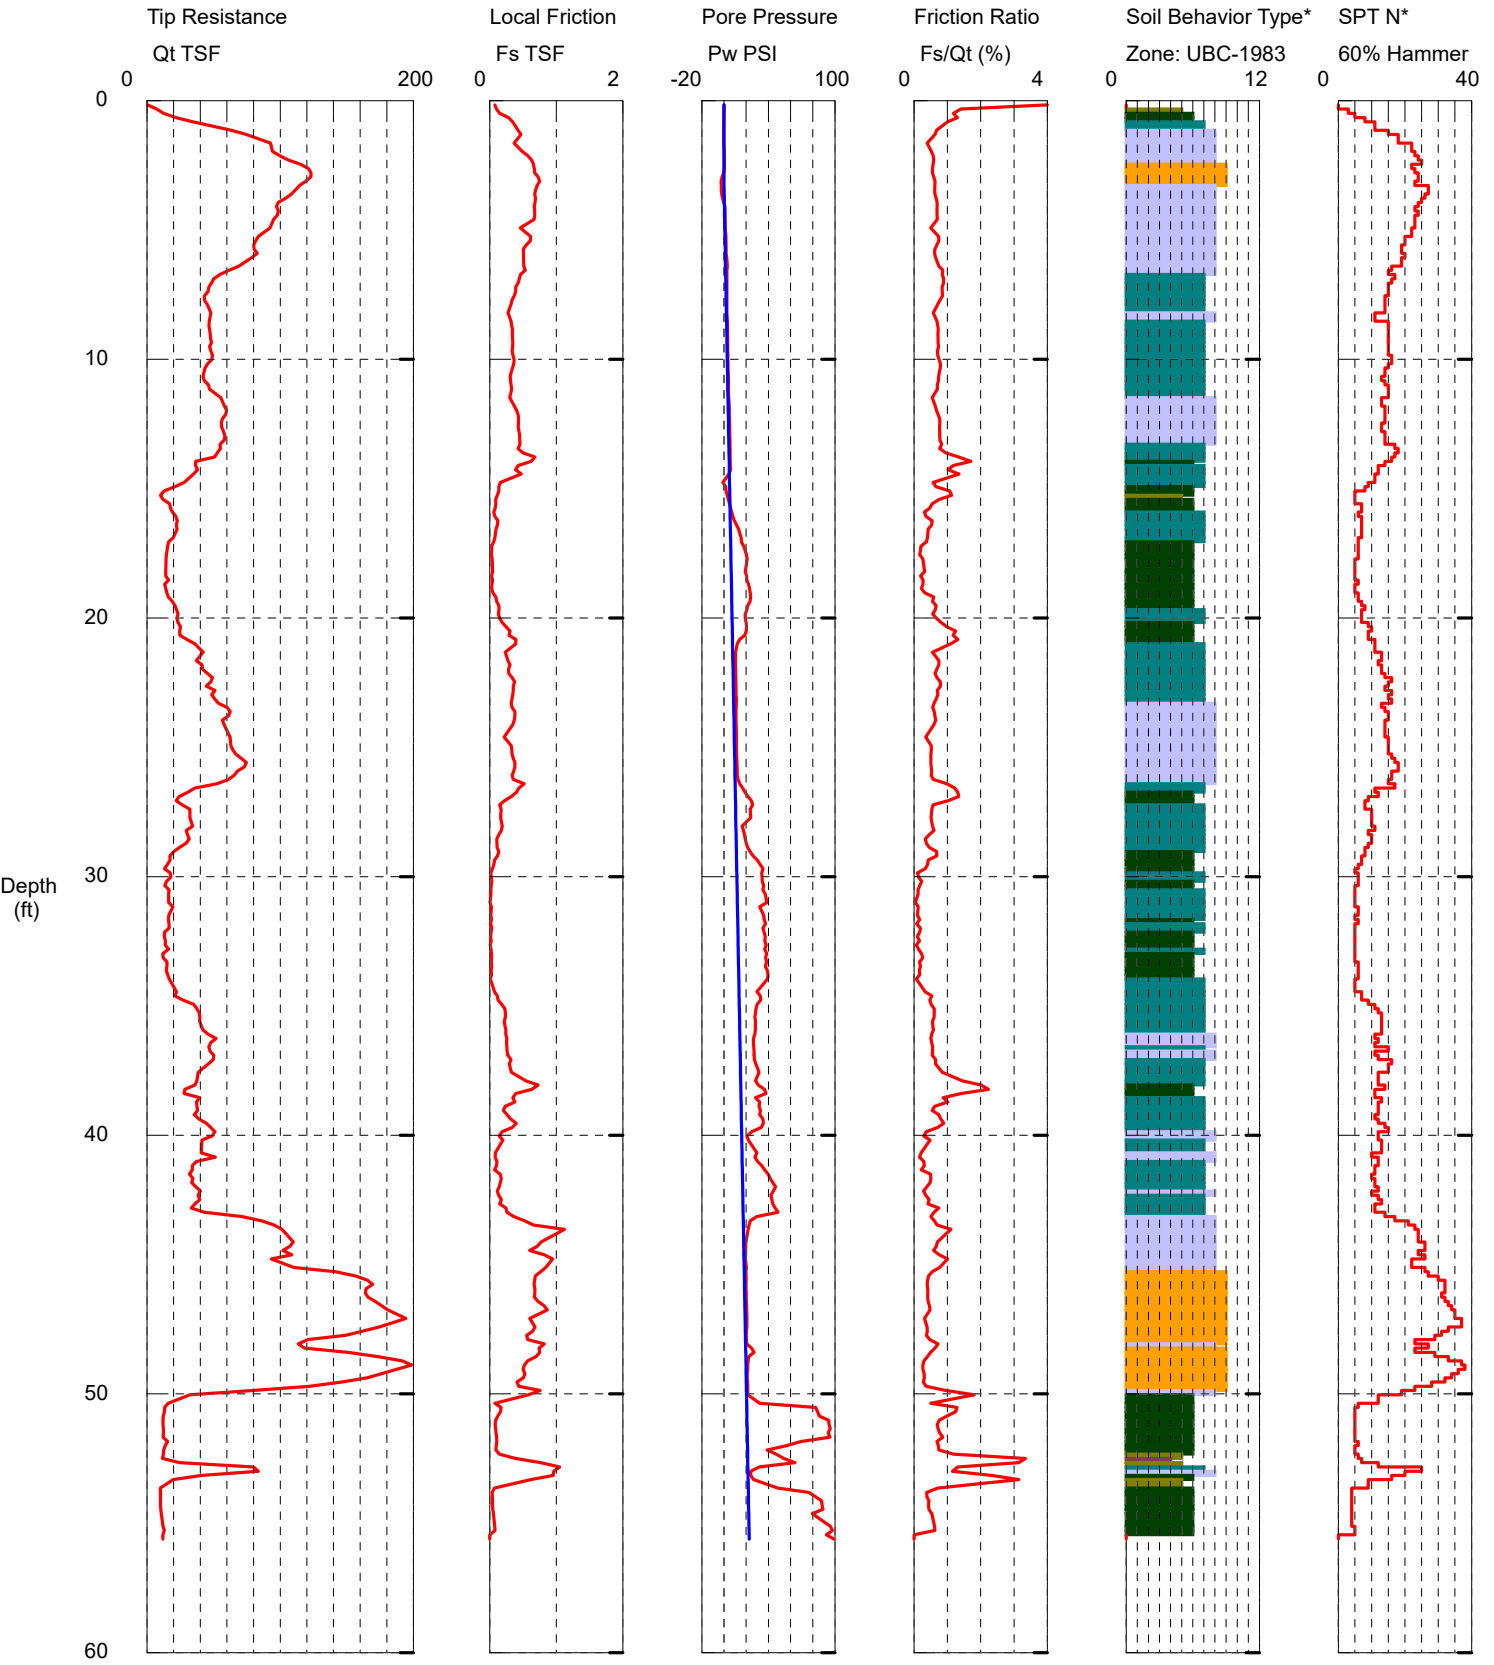 Tip Resistance Local Friction Pore Pressure Friction Ratio Soil Behavior Type* SPT N*
Qt TSF Fs TSF Pw PSI Fs/Qt (%) Zone: UBC-1983 60% Hammer
0 200 0 2 -20 100 0 4 0 12 0 40
0
10
20
30
Depth
(ft)
40
50
60